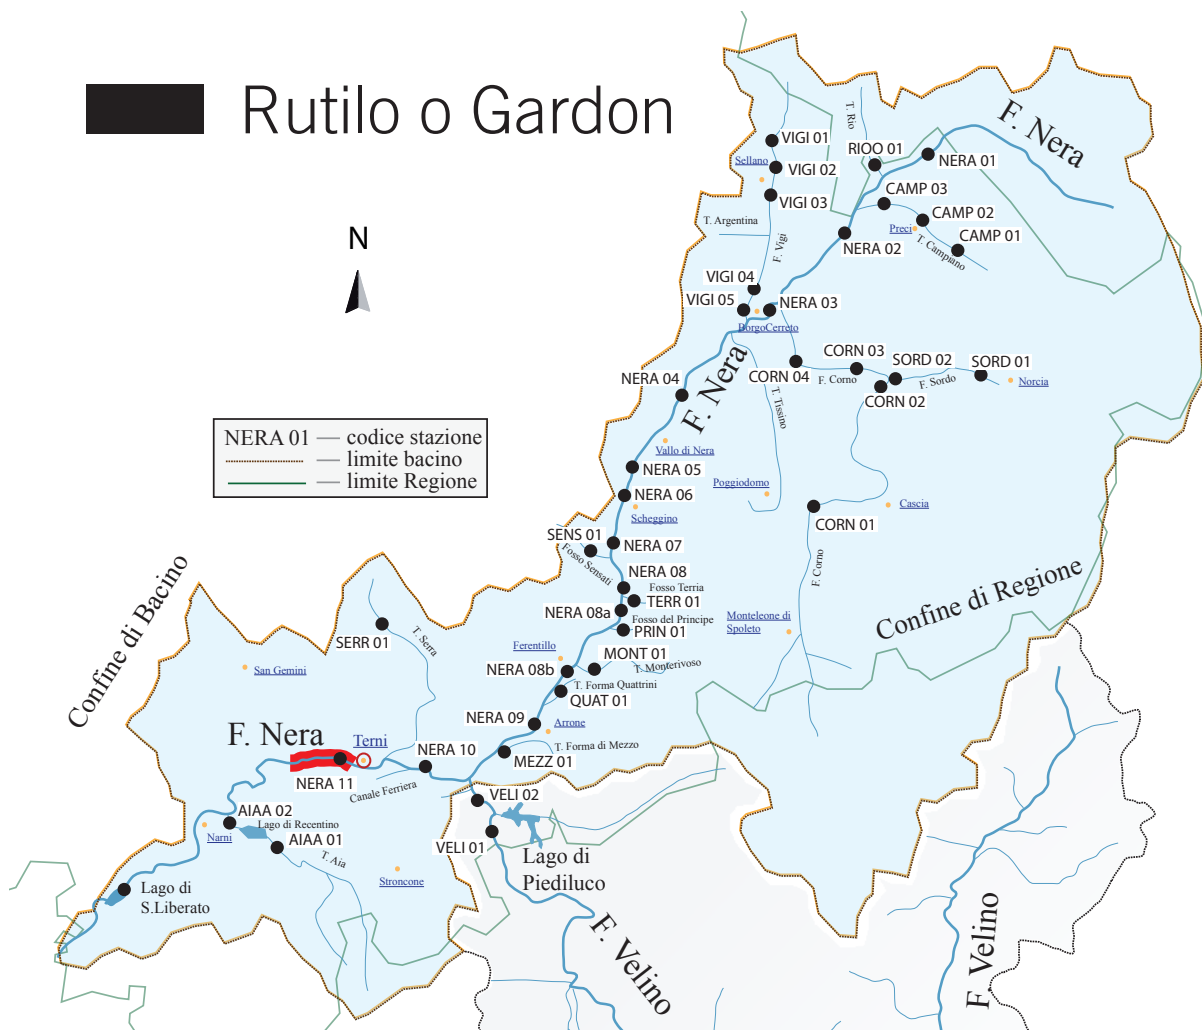 Rutilo o Gardon
N
NERA 01 — codice stazione
limite bacino
limite Regione
F. Nera
T. Rio
VIGI 01
RIOO 01
NERA 01
Sellano
VIGI 02
CAMP 03
VIGI 03
CAMP 02
T. Argentina
Preci
CAMP 01
T. Campiano
F. Vigi
NERA 02
VIGI 04
VIGI 05
NERA 03
BorgoCerreto
F. Nera
CORN 03
SORD 02
SORD 01
NERA 04
CORN 04
F. Corno
F. Sordo
Norcia
CORN 02
T. Tissino
Vallo di Nera
NERA 05
Poggiodomo
NERA 06
Scheggino
Cascia
CORN 01
SENS 01
NERA 07
Fosso Sensati
F. Corno
NERA 08
Fosso Terria
TERR 01
NERA 08a
Fosso del Principe
PRIN 01
Monteleone di
Spoleto
Confine di Regione
Confine di Bacino
SERR 01
T. Serra
Ferentillo
MONT 01
T. Monterivoso
San Gemini
NERA 08b
T. Forma Quattrini
QUAT 01
NERA 09
Arrone
F. Nera
Terni
NERA 10
T. Forma di Mezzo
MEZZ 01
NERA 11
Canale Ferriera
VELI 02
AIAA 02
Lago di Recentino
Narni
AIAA 01
VELI 01
T. Aia
Lago di
Piediluco
Stroncone
Lago di
S.Liberato
F. Velino
F. Velino